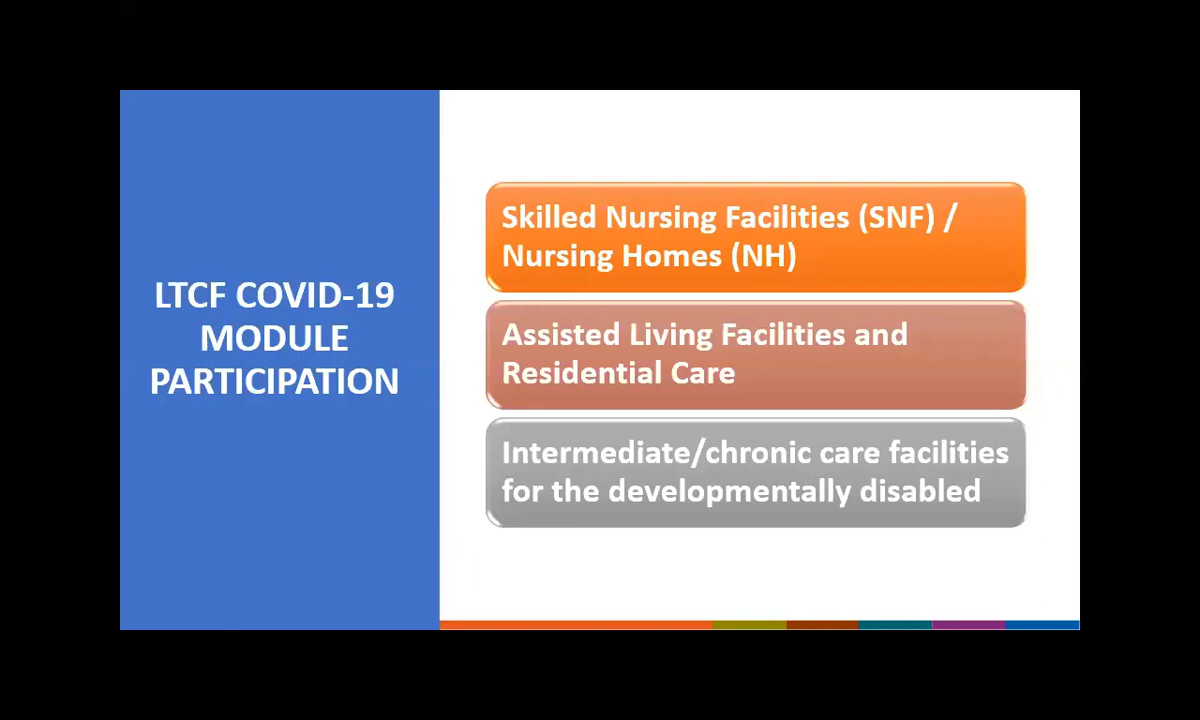 LTCF COVID-19
MODULE
PARTICIPATION
Skilled Nursing Facilities (SNF) /
Nursing Homes (NH)
Assisted Living Facilities and
Residential Care
Intermediate/chronic care facilities
for the developmentally disabled